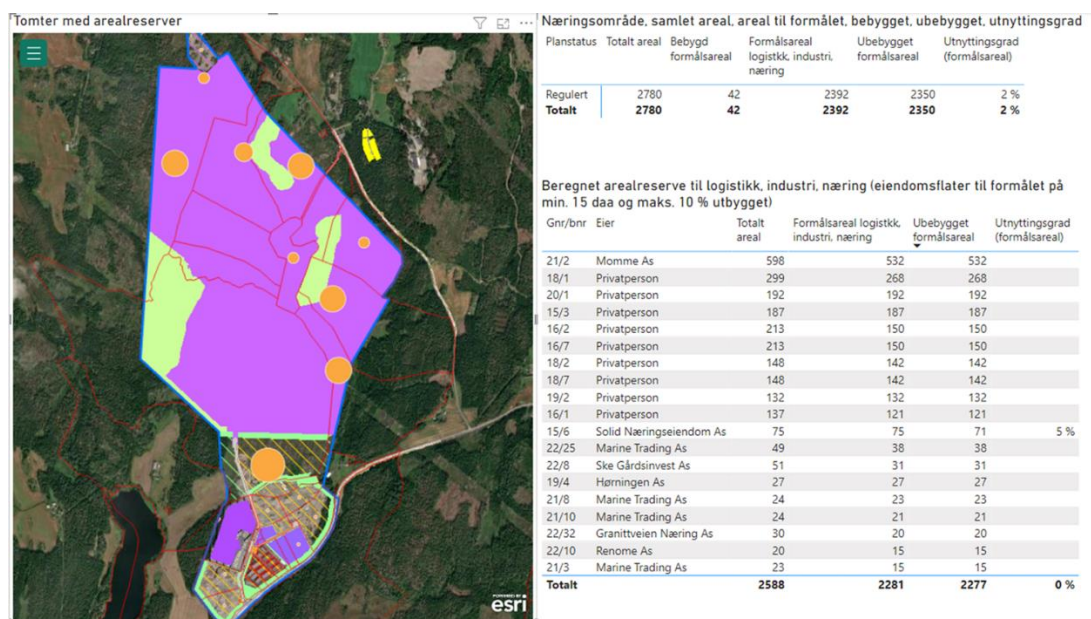 Tomter med arealreserver
Næringsområde, samlet areal, areal til formålet, bebygget, ubebygget, utnyttingsgrad
Planstatus Totalt areal Bebygd formålsareal Formålsareal logistkk, industri, næring Ubebygget formålsareal Utnyttingsgrad (formålsareal)
Regulert 2780 42 2392 2350 2 %
Totalt 2780 42 2392 2350 2 %
Beregnet arealreserve til logistikk, industri, næring (eiendomsflater til formålet på
min. 15 daa og maks. 10 % utbygget)
Gnr/bnr Eier Totalt areal Formålsareal logistkk, industri, næring Ubebygget formålsareal Utnyttingsgrad (formålsareal)
21/2 Momme As 598 532 532
18/1 Privatperson 299 268 268
20/1 Privatperson 192 192 192
15/3 Privatperson 187 187 187
16/2 Privatperson 213 150 150
16/7 Privatperson 213 150 150
18/2 Privatperson 148 142 142
18/7 Privatperson 148 142 142
19/2 Privatperson 132 132 132
16/1 Privatperson 137 121 121
15/6 Solid Næringseiendom As 75 75 71 5 %
22/25 Marine Trading As 49 38 38
22/8 Ske Gårdsinvest As 51 31 31
19/4 Hørningen As 27 27 27
21/8 Marine Trading As 24 23 23
21/10 Marine Trading As 24 21 21
22/32 Granittveien Næring As 30 20 20
22/10 Renome As 20 15 15
21/3 Marine Trading As 23 15 15
Totalt 2588 2281 2277 0 %
POWERED BY
esri